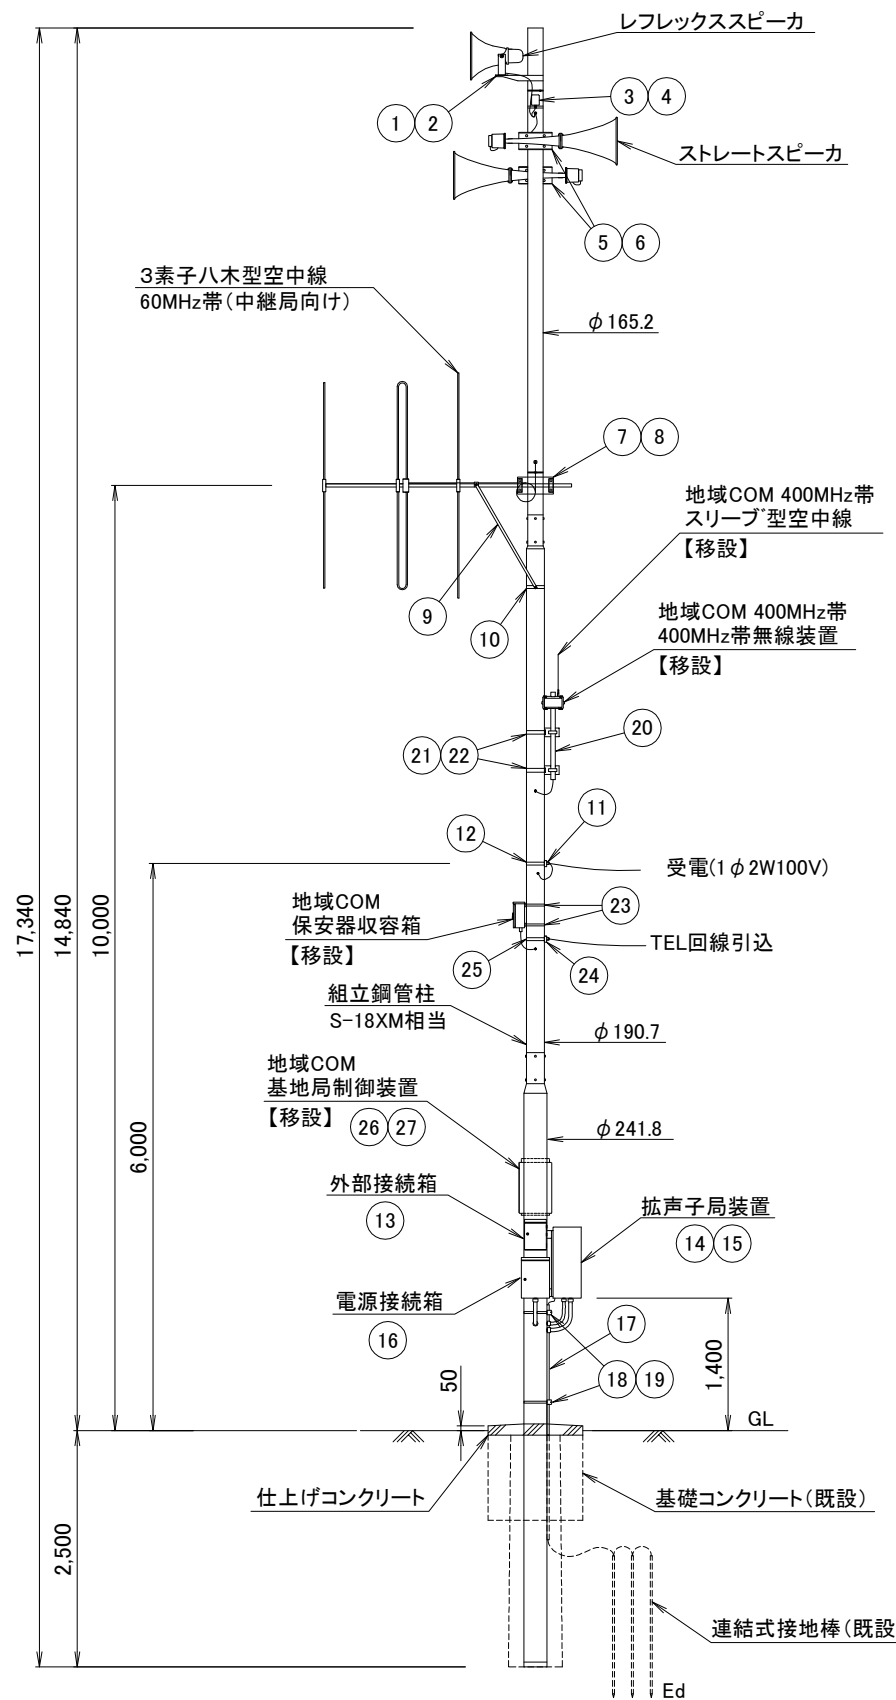 レフレックススピーカ
1 2
3 4
ストレートスピーカ
5 6
3素子八木型空中線
60MHz帯(中継局向け)
φ165.2
7 8
地域COM 400MHz帯
スリーブ型空中線
【移設】
9
10
地域COM 400MHz帯
400MHz帯無線装置
【移設】
21 22
20
11
12
受電(1φ2W100V)
地域COM
保安器収容箱
【移設】
23
TEL回線引込
25
24
組立鋼管柱
S-18XM相当
φ190.7
地域COM
基地局制御装置
【移設】
26 27
φ241.8
外部接続箱
13
拡声子局装置
14 15
電源接続箱
16
17
18 19
17,340
14,840
10,000
6,000
50
1,400
GL
仕上げコンクリート
基礎コンクリート(既設)
2,500
連結式接地棒(既設
Ed